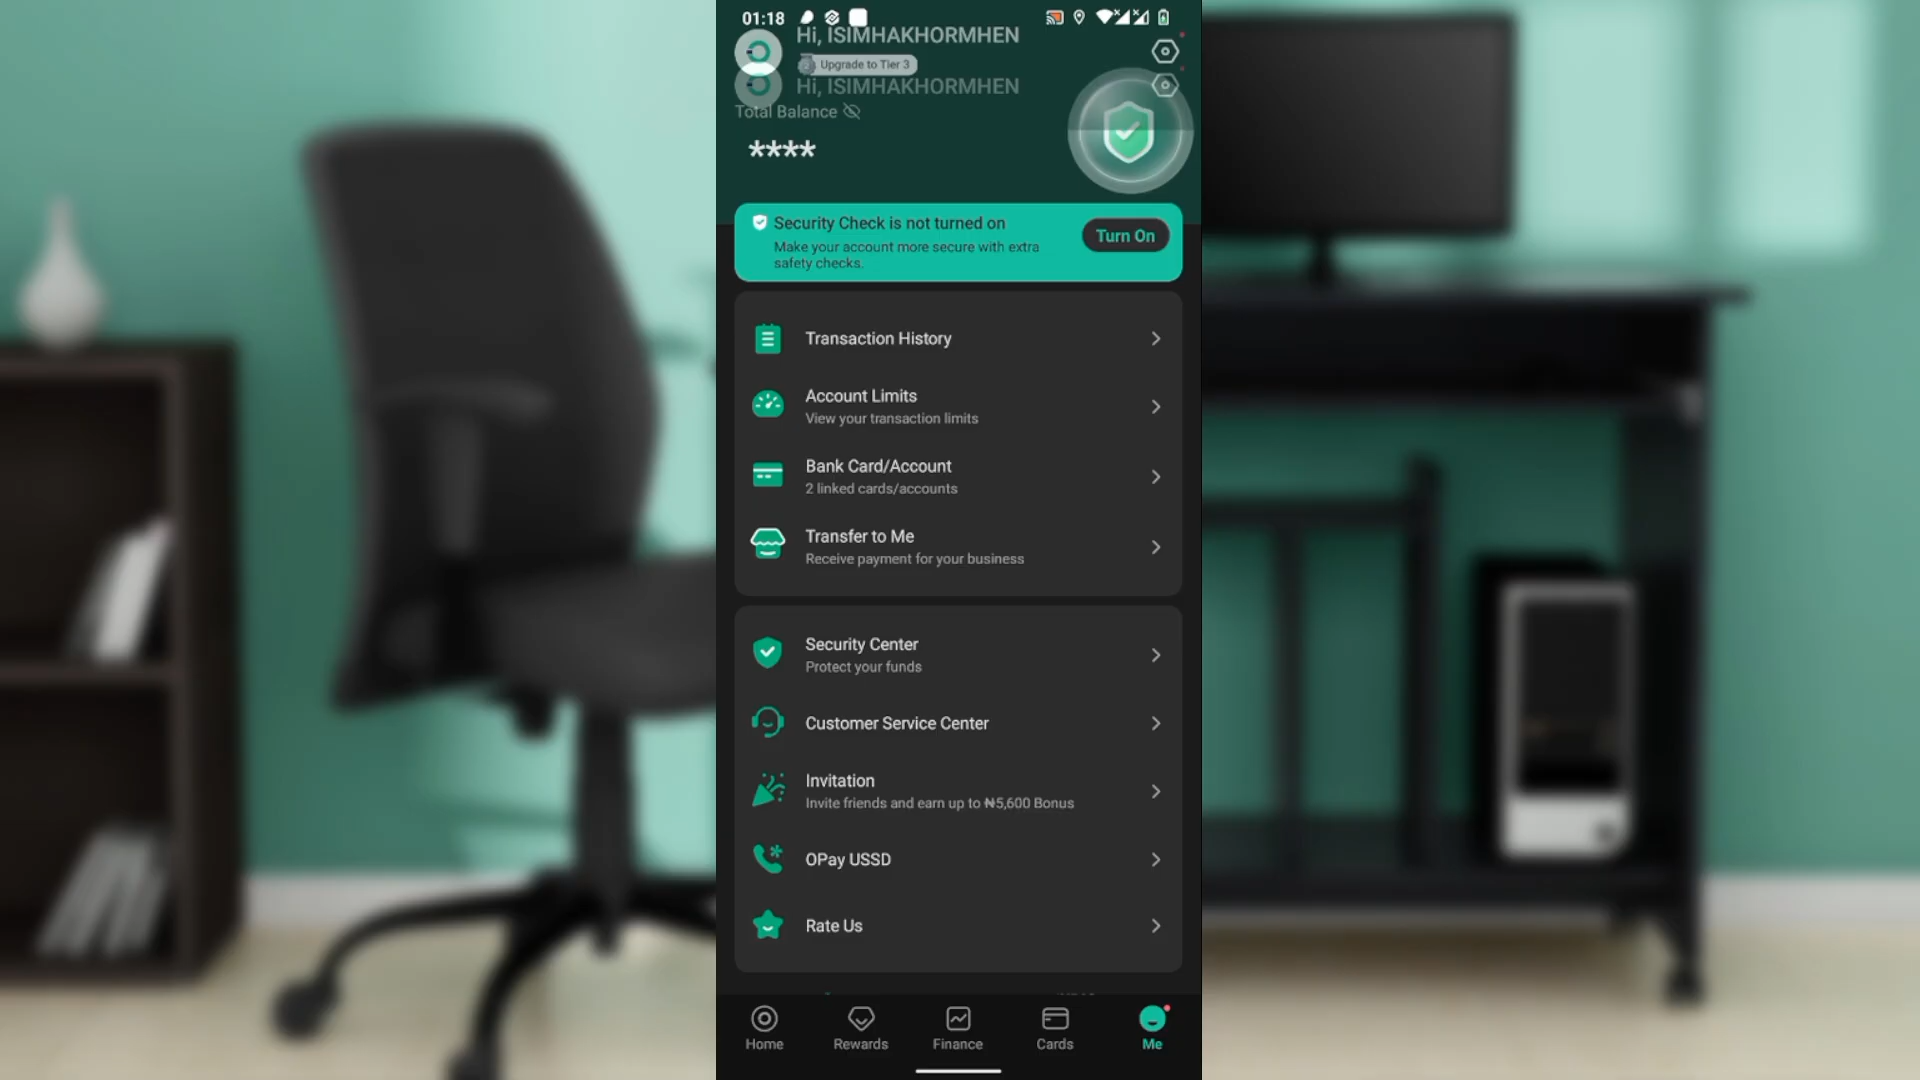 01:18
Hi, ISIMHAKHORMHEN
Upgrade to Tier 3
Hi, ISIMHAKHORMHEN
Total Balance
****
Security Check is not turned on
Make your account more secure with extra
safety checks.
Turn On
Transaction History
Account Limits
View your transaction limits
Bank Card/Account
2 linked cards/accounts
Transfer to Me
Receive payment for your business
Security Center
Protect your funds
Customer Service Center
Invitation
Invite friends and earn up to ₦5,600 Bonus
OPay USSD
Rate Us
Home
Rewards
Finance
Cards
Me